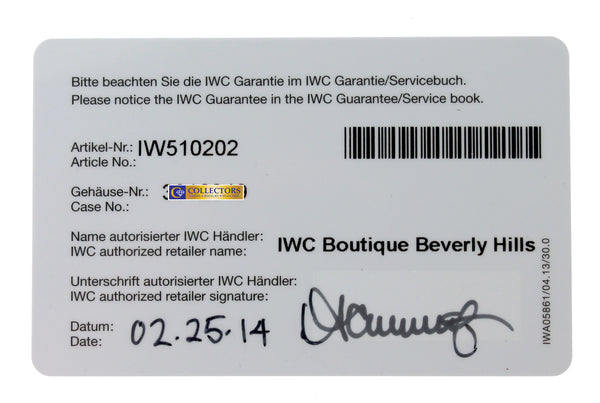 Bitte beachten Sie die IWC Garantie im IWC Garantie/Servicebuch.
Please notice the IWC Guarantee in the IWC Guarantee/Service book.
Artikel-Nr.: IW510202
Article No.:
Gehäuse-Nr.: COLLECTORS
Case No.:
Name autorisierter IWC Händler: IWC Boutique Beverly Hills
IWC authorized retailer name:
Unterschrift autorisierter IWC Händler:
IWC authorized retailer signature:
Datum: 02.25.14
Date:
IWA05861/04.13/30.0